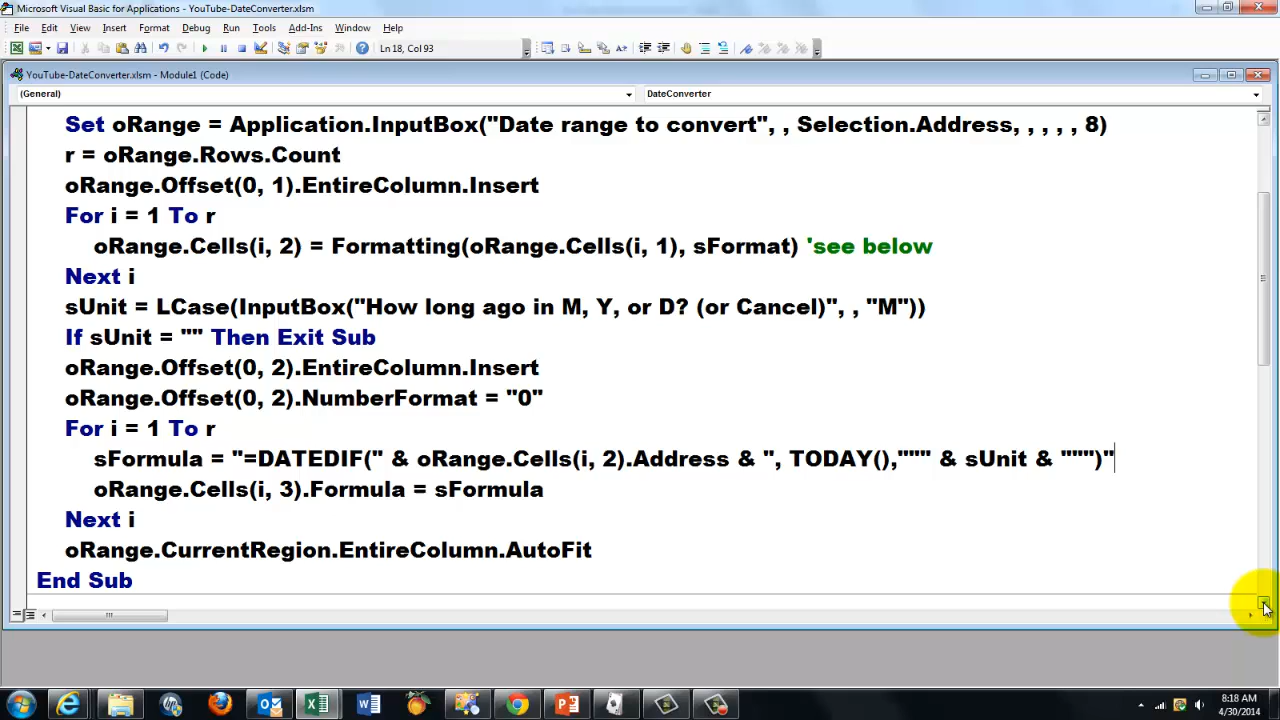 Microsoft Visual Basic for Applications - YouTube-DateConverter.xlsm
File Edit View Insert Format Debug Run Tools Add-Ins Window Help
Ln 18, Col 93
YouTube-DateConverter.xlsm - Module1 (Code)
(General) DateConverter
Set oRange = Application.InputBox("Date range to convert", , Selection.Address, , , , , 8)
r = oRange.Rows.Count
oRange.Offset(0, 1).EntireColumn.Insert
For i = 1 To r
oRange.Cells(i, 2) = Formatting(oRange.Cells(i, 1), sFormat) 'see below
Next i
sUnit = LCase(InputBox("How long ago in M, Y, or D? (or Cancel)", , "M"))
If sUnit = "" Then Exit Sub
oRange.Offset(0, 2).EntireColumn.Insert
oRange.Offset(0, 2).NumberFormat = "0"
For i = 1 To r
sFormula = "=DATEDIF(" & oRange.Cells(i, 2).Address & ", TODAY(),""" & sUnit & """)"
oRange.Cells(i, 3).Formula = sFormula
Next i
oRange.CurrentRegion.EntireColumn.AutoFit
End Sub
8:18 AM
4/30/2014